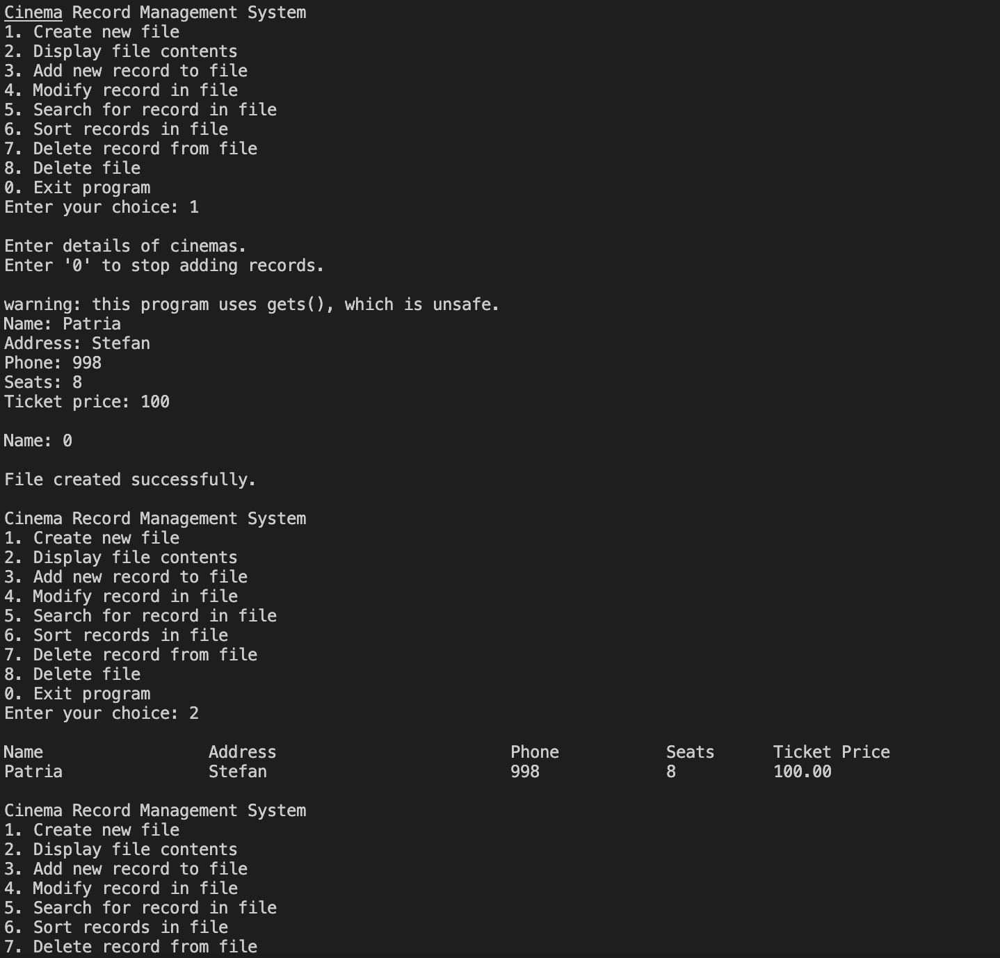 Cinema Record Management System
1. Create new file
2. Display file contents
3. Add new record to file
4. Modify record in file
5. Search for record in file
6. Sort records in file
7. Delete record from file
8. Delete file
0. Exit program
Enter your choice: 1
Enter details of cinemas.
Enter '0' to stop adding records.
warning: this program uses gets(), which is unsafe.
Name: Patria
Address: Stefan
Phone: 998
Seats: 8
Ticket price: 100
Name: 0
File created successfully.
Cinema Record Management System
1. Create new file
2. Display file contents
3. Add new record to file
4. Modify record in file
5. Search for record in file
6. Sort records in file
7. Delete record from file
8. Delete file
0. Exit program
Enter your choice: 2
Name Address Phone Seats Ticket Price
Patria Stefan 998 8 100.00
Cinema Record Management System
1. Create new file
2. Display file contents
3. Add new record to file
4. Modify record in file
5. Search for record in file
6. Sort records in file
7. Delete record from file